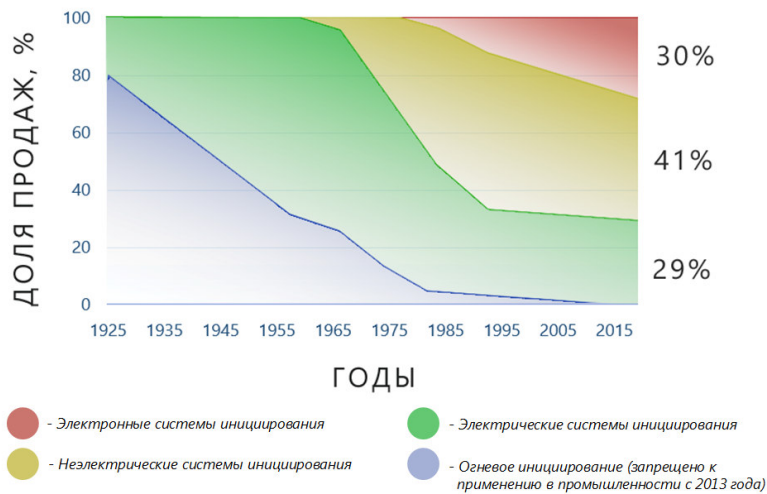 ДОЛЯ ПРОДАЖ, %
100
80
60
40
20
0
30%
41%
29%
1925 1935 1945 1955 1965 1975 1985 1995 2005 2015
ГОДЫ
- Электронные системы инициирования
- Неэлектрические системы инициирования
- Электрические системы инициирования
- Огневое инициирование (запрещено к
применению в промышленности с 2013 года)